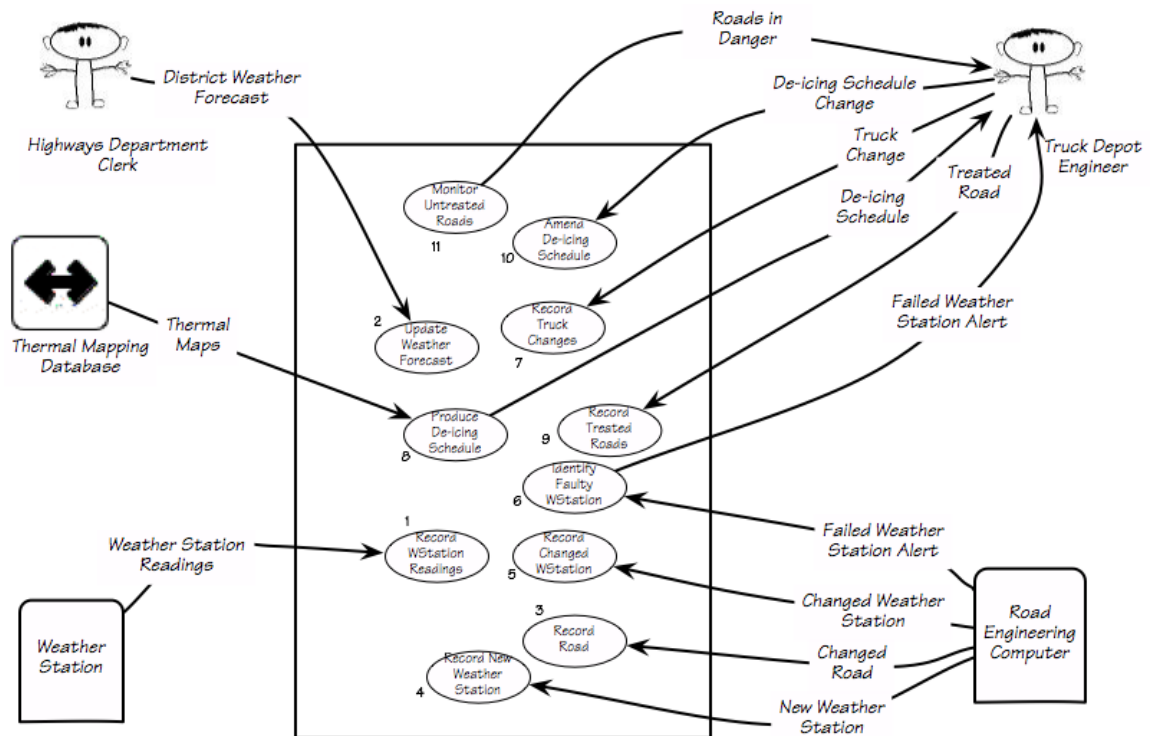 Roads in
Danger
District Weather
Forecast
De-icing Schedule
Change
Highways Department
Clerk
Truck
Change
Truck Depot
Engineer
Treated
Road
De-icing
Schedule
Monitor
Untreated
Roads
11
Amend
De-icing
Schedule
10
Failed Weather
Station Alert
Thermal
Maps
Thermal Mapping
Database
2
Update
Weather
Forecast
Record
Truck
Changes
7
Produce
De-icing
Schedule
8
Record
Treated
Roads
9
Identify
Faulty
WStation
6
1
Record
WStation
Readings
Record
Changed
WStation
5
Weather Station
Readings
Failed Weather
Station Alert
Changed Weather
Station
Weather
Station
3
Record
Road
Road
Engineering
Computer
Changed
Road
Record New
Weather
Station
4
New Weather
Station